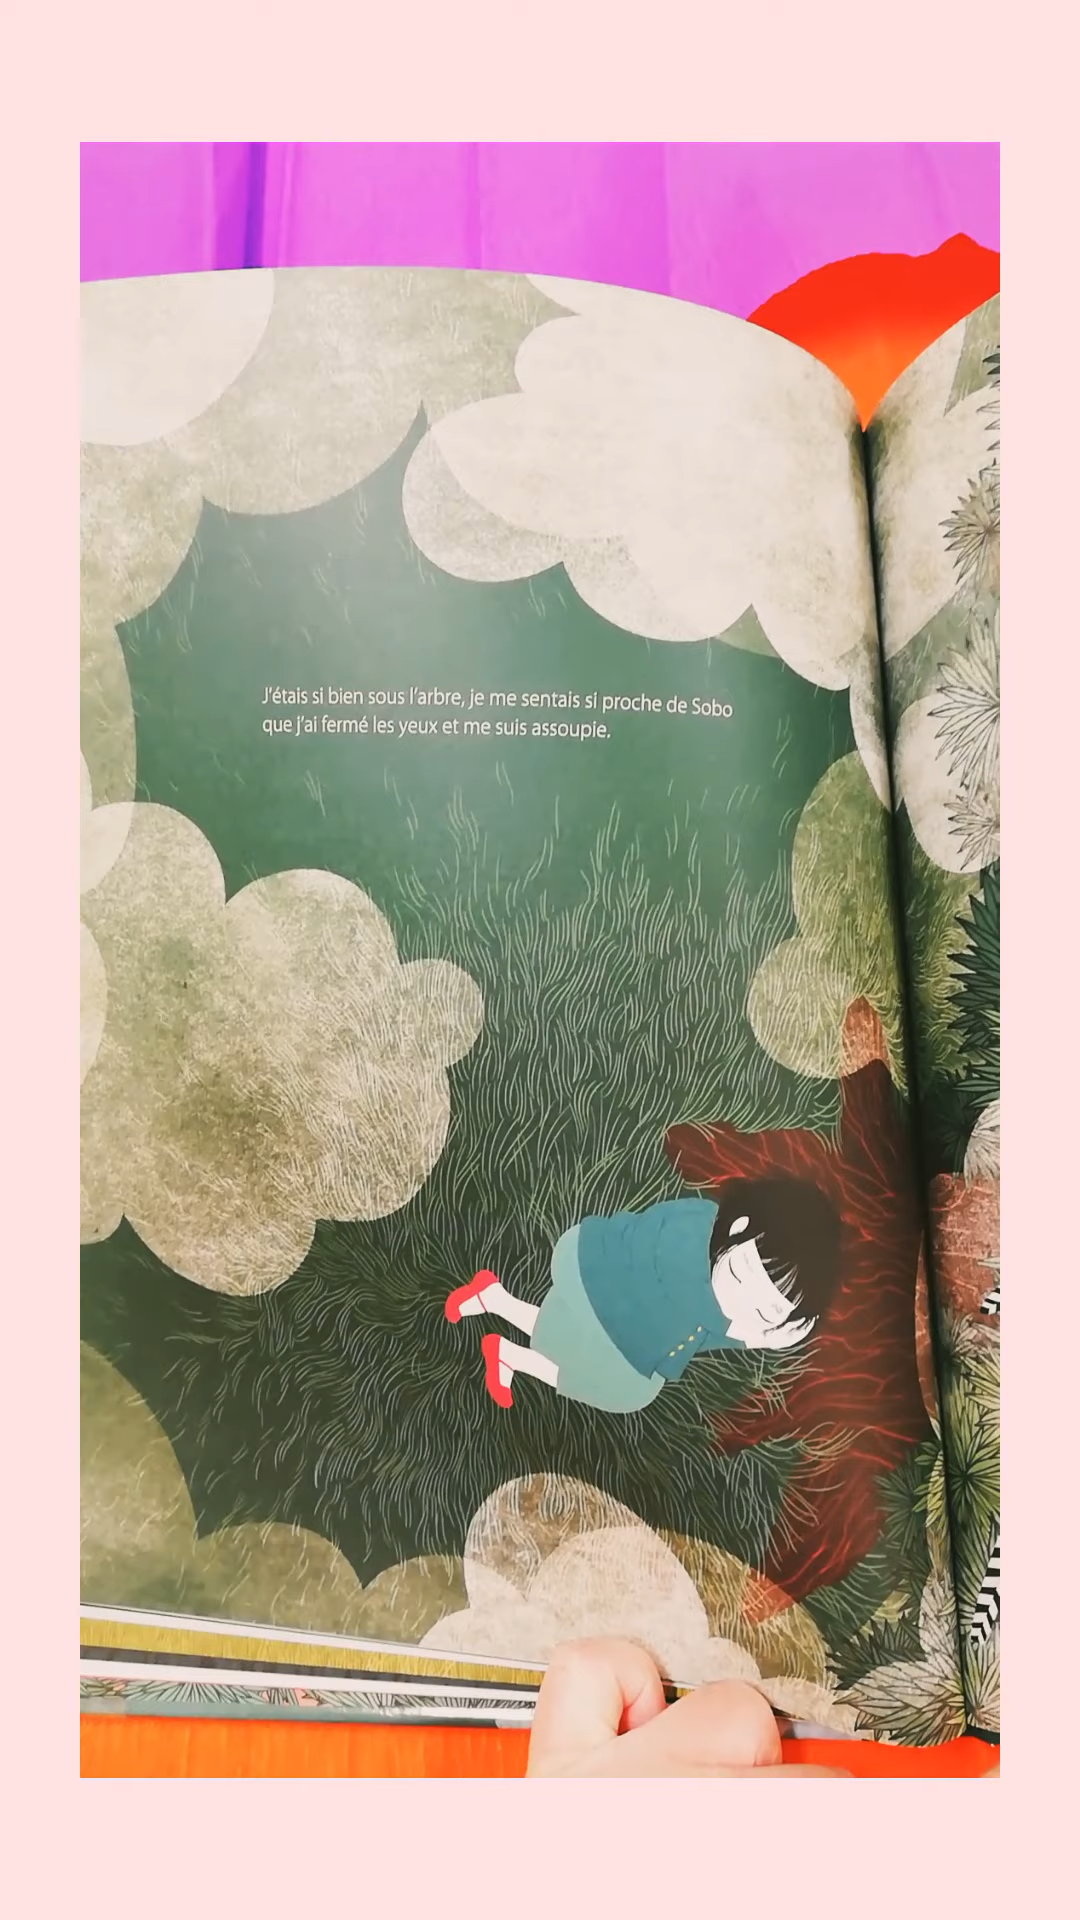 J'étais si bien sous l'arbre, je me sentais si proche de Sobo
que j'ai fermé les yeux et me suis assoupie.